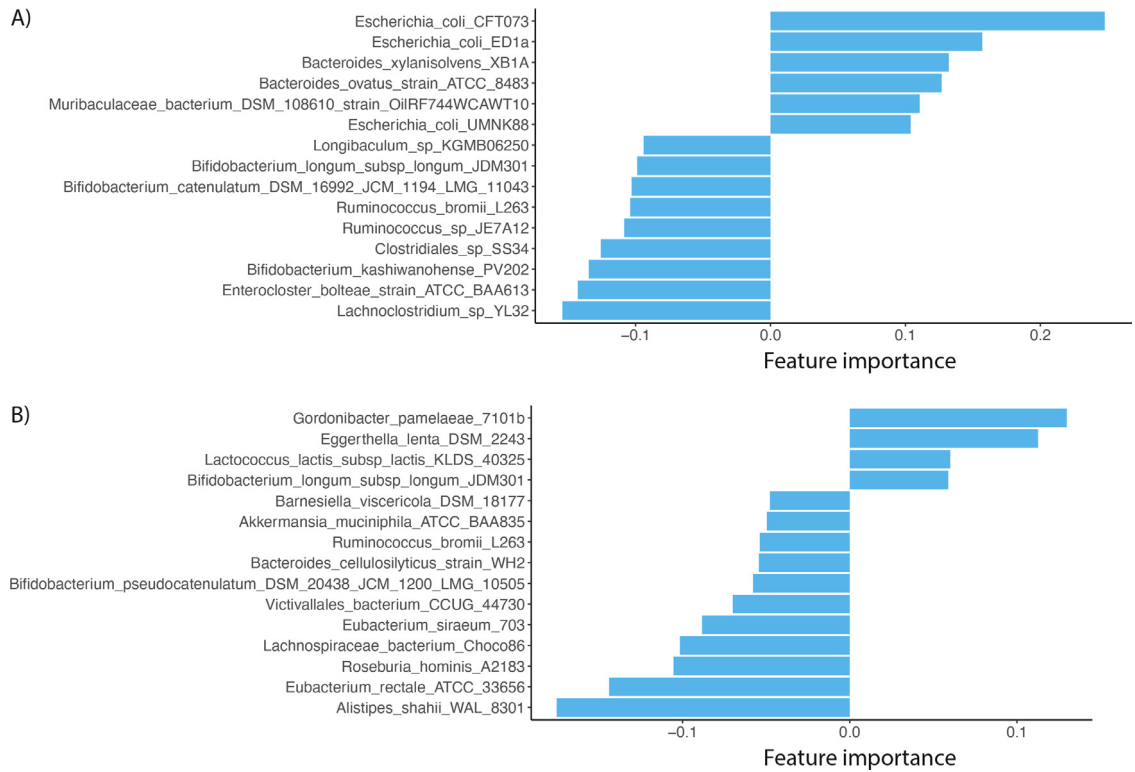 A)
Escherichia_coli_CFT073
Escherichia_coli_ED1a
Bacteroides_xylanisolvens_XB1A
Bacteroides_ovatus_strain_ATCC_8483
Muribaculaceae_bacterium_DSM_108610_strain_OilRF744WCAWT10
Escherichia_coli_UMNK88
Longibaculum_sp_KGMB06250
Bifidobacterium_longum_subsp_longum_JDM301
Bifidobacterium_catenulatum_DSM_16992_JCM_1194_LMG_11043
Ruminococcus_bromii_L263
Ruminococcus_sp_JE7A12
Clostridiales_sp_SS34
Bifidobacterium_kashiwanohense_PV202
Enterocloster_bolteae_strain_ATCC_BAA613
Lachnoclostridium_sp_YL32
−0.1 0.0 0.1 0.2
Feature importance
B)
Gordonibacter_pamelaeae_7101b
Eggerthella_lenta_DSM_2243
Lactococcus_lactis_subsp_lactis_KLDS_40325
Bifidobacterium_longum_subsp_longum_JDM301
Barnesiella_viscericola_DSM_18177
Akkermansia_muciniphila_ATCC_BAA835
Ruminococcus_bromii_L263
Bacteroides_cellulosilyticus_strain_WH2
Bifidobacterium_pseudocatenulatum_DSM_20438_JCM_1200_LMG_10505
Victivallales_bacterium_CCUG_44730
Eubacterium_siraeum_703
Lachnospiraceae_bacterium_Choco86
Roseburia_hominis_A2183
Eubacterium_rectale_ATCC_33656
Alistipes_shahii_WAL_8301
−0.1 0.0 0.1
Feature importance